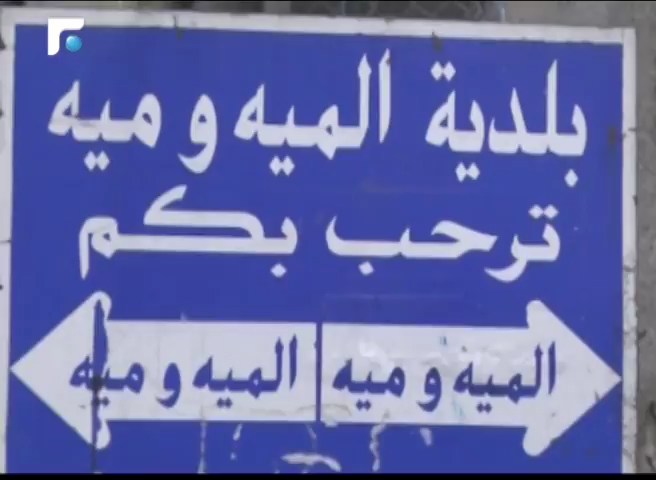 بلدية الميه و ميه
ترحب بكم
الميه و ميه
الميه و ميه